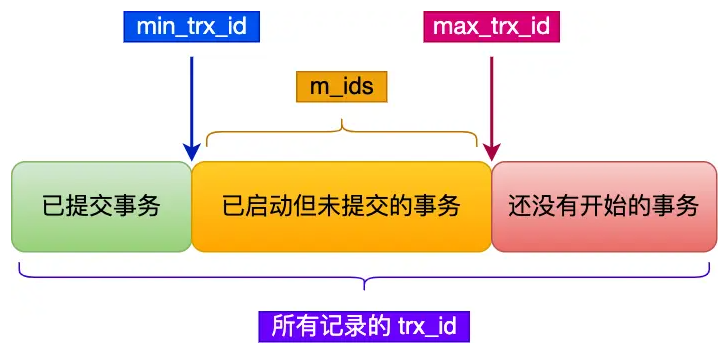 min_trx_id
max_trx_id
m_ids
已提交事务
已启动但未提交的事务
还没有开始的事务
所有记录的 trx_id